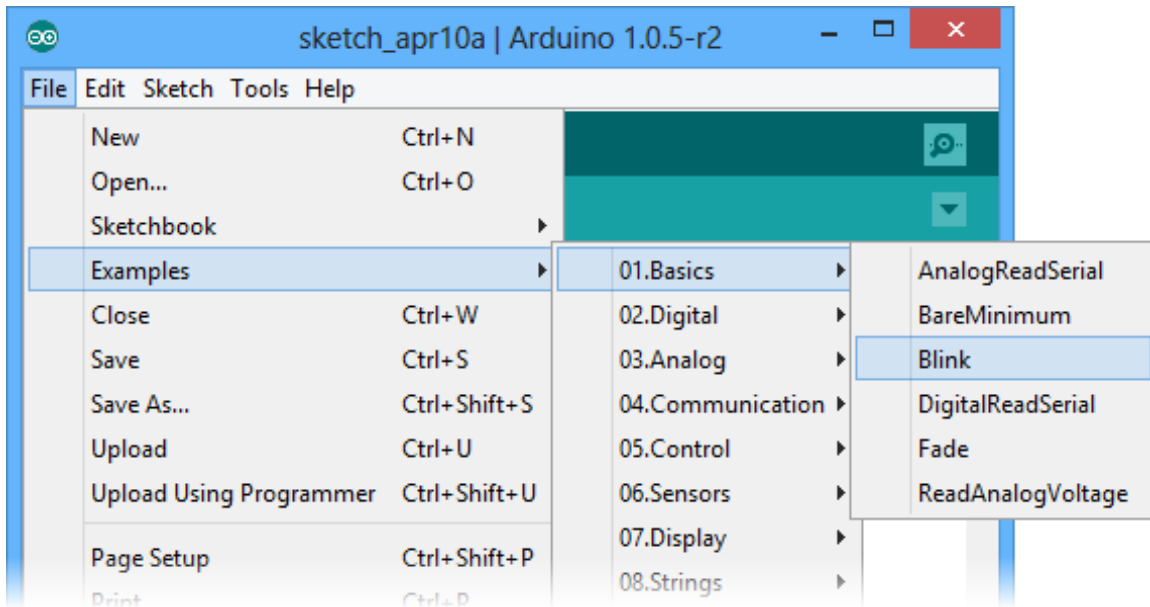 sketch_apr10a | Arduino 1.0.5-r2
File Edit Sketch Tools Help
New Ctrl+N
Open... Ctrl+O
Sketchbook
Examples
Close Ctrl+W
Save Ctrl+S
Save As... Ctrl+Shift+S
Upload Ctrl+U
Upload Using Programmer Ctrl+Shift+U
Page Setup Ctrl+Shift+P
Print Ctrl+P
01.Basics
02.Digital
03.Analog
04.Communication
05.Control
06.Sensors
07.Display
08.Strings
AnalogReadSerial
BareMinimum
Blink
DigitalReadSerial
Fade
ReadAnalogVoltage